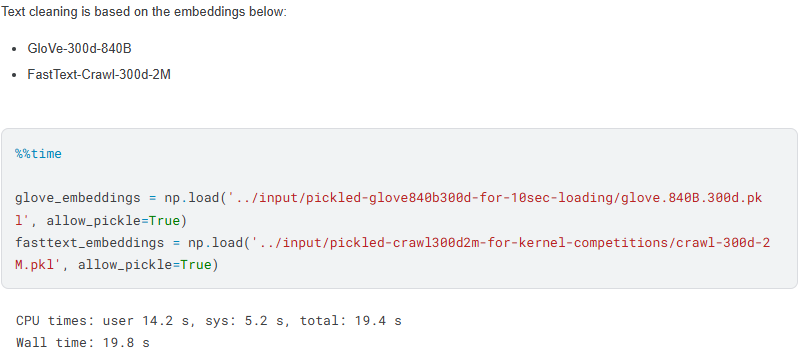 Text cleaning is based on the embeddings below:
GloVe-300d-840B
FastText-Crawl-300d-2M
%%time
glove_embeddings = np.load('../input/pickled-glove840b300d-for-10sec-loading/glove.840B.300d.pk
l', allow_pickle=True)
fasttext_embeddings = np.load('../input/pickled-crawl300d2m-for-kernel-competitions/crawl-300d-2
M.pkl', allow_pickle=True)
CPU times: user 14.2 s, sys: 5.2 s, total: 19.4 s
Wall time: 19.8 s